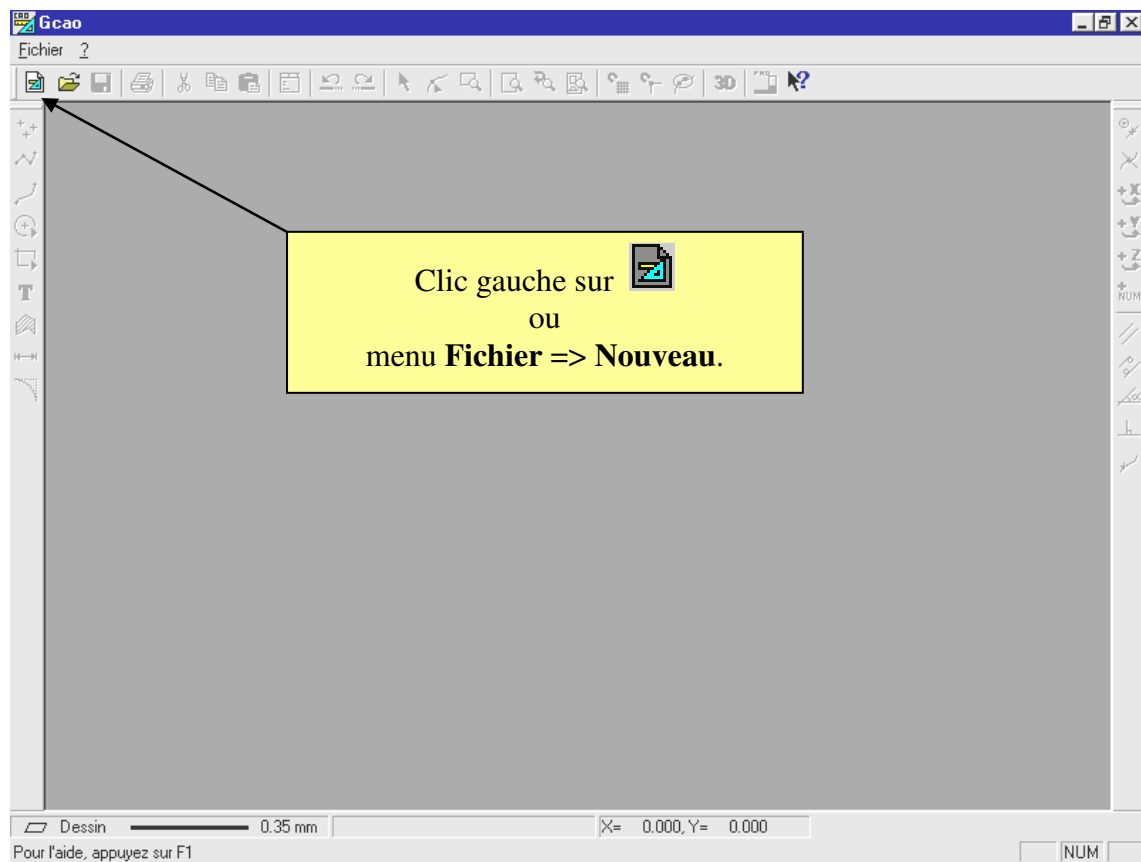 Gcao
Fichier ?
3D
T
+X
+Y
+Z
NUM
Clic gauche sur
ou
menu Fichier => Nouveau.
Dessin 0.35 mm X= 0.000, Y= 0.000
Pour l'aide, appuyez sur F1 NUM